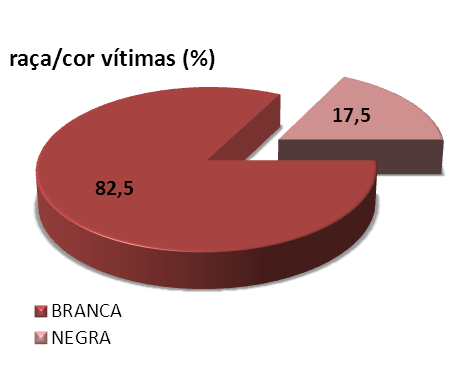 raça/cor vítimas (%)
17,5
82,5
BRANCA
NEGRA